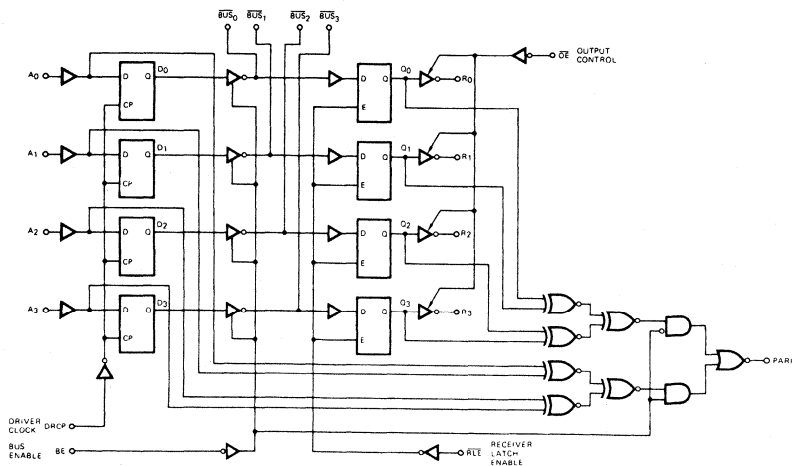 BUS0 BUS1 BUS2 BUS3
A0 D Q D0 CP D Q Q0 E R0 OE OUTPUT
CONTROL
A1 D Q D1 CP D Q Q1 E R1
A2 D Q D2 CP D Q Q2 E R2
A3 D Q D3 CP D Q Q3 E R3
PARI
DRIVER
CLOCK DRCP
BUS
ENABLE BE
RLE RECEIVER
LATCH
ENABLE